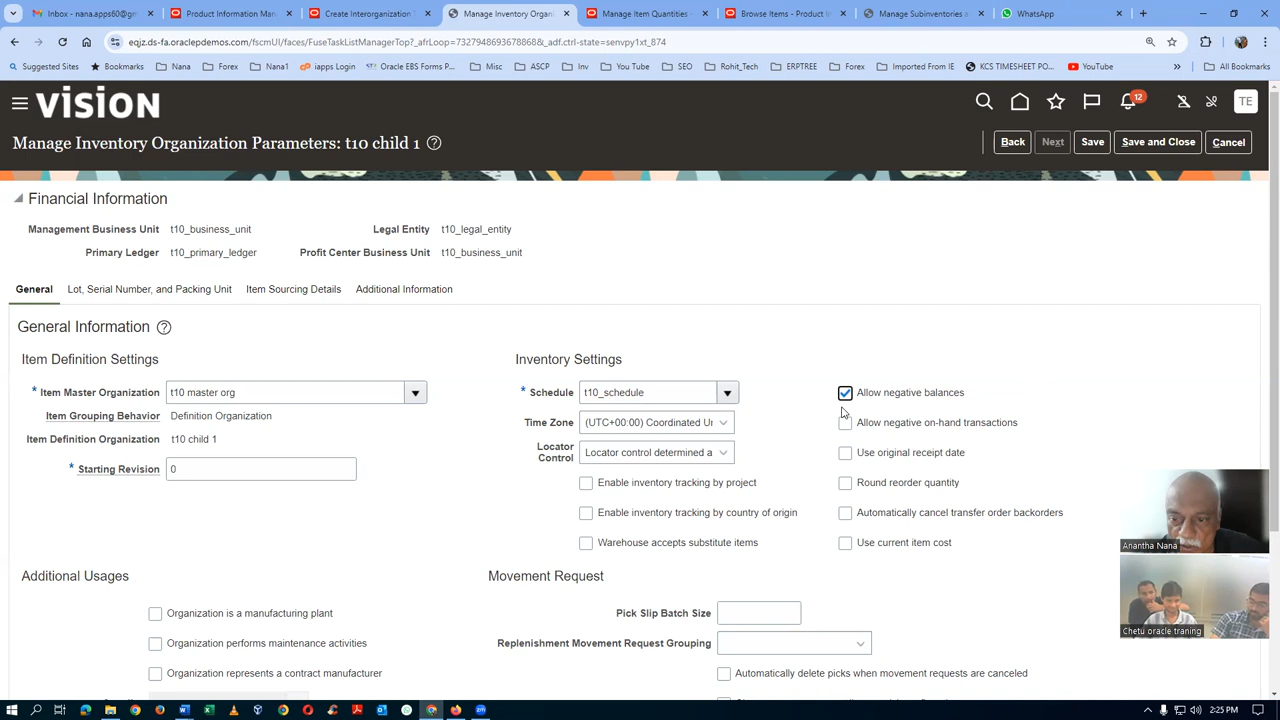 Inbox - nana.apps60@gm
Product Information Man
Create Interorganization T
Manage Inventory Organi
Manage Item Quantities -
Browse Items - Product In
Manage Subinventories a
WhatsApp
eqjz.ds-fa.oraclepdemos.com/fscmUI/faces/FuseTaskListManagerTop?_afrLoop=73279486936788688&_adf.ctrl-state=senvpy1xt_874
Suggested Sites
Bookmarks
Nana
Forex
Nana1
iapps Login
Oracle EBS Forms P...
Misc
ASCP
Inv
You Tube
SEO
Rohit_Tech
ERPTREE
Forex
Imported From IE
KCS TIMESHEET PO...
YouTube
All Bookmarks
VISION
12
TE
Manage Inventory Organization Parameters: t10 child 1
Back
Next
Save
Save and Close
Cancel
Financial Information
Management Business Unit t10_business_unit
Legal Entity t10_legal_entity
Primary Ledger t10_primary_ledger
Profit Center Business Unit t10_business_unit
General
Lot, Serial Number, and Packing Unit
Item Sourcing Details
Additional Information
General Information
Item Definition Settings
Inventory Settings
* Item Master Organization t10 master org
* Schedule t10_schedule
Allow negative balances
Item Grouping Behavior Definition Organization
Time Zone (UTC+00:00) Coordinated Ur
Allow negative on-hand transactions
Item Definition Organization t10 child 1
Locator Control Locator control determined a
Use original receipt date
* Starting Revision 0
Enable inventory tracking by project
Round reorder quantity
Enable inventory tracking by country of origin
Automatically cancel transfer order backorders
Warehouse accepts substitute items
Use current item cost
Additional Usages
Movement Request
Organization is a manufacturing plant
Pick Slip Batch Size
Organization performs maintenance activities
Replenishment Movement Request Grouping
Organization represents a contract manufacturer
Automatically delete picks when movement requests are canceled
Anantha Nana
Chetu oracle traning
2:25 PM